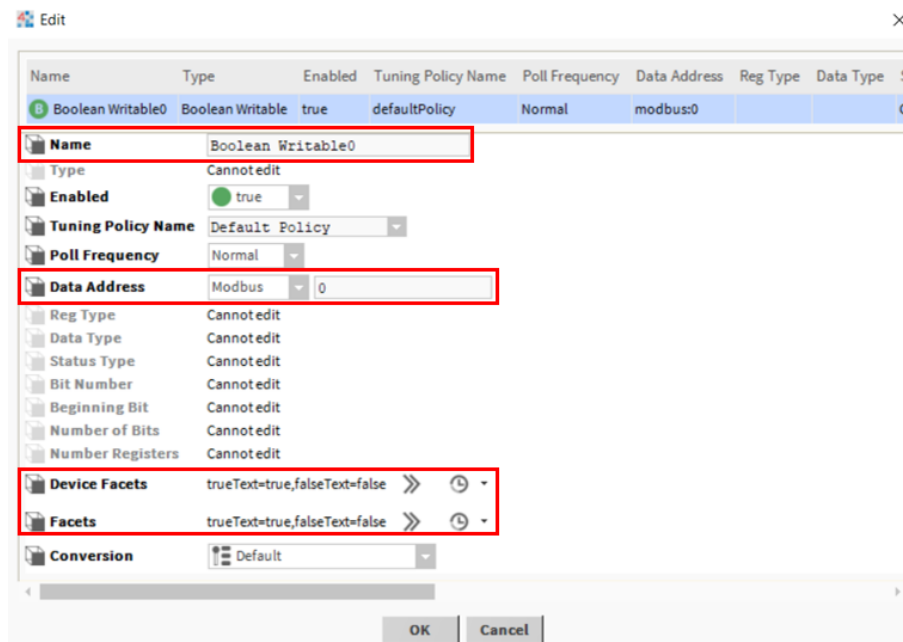 Edit
Name Type Enabled Tuning Policy Name Poll Frequency Data Address Reg Type Data Type
B Boolean Writable0 Boolean Writable true defaultPolicy Normal modbus:0
Name Boolean Writable0
Type Cannot edit
Enabled true
Tuning Policy Name Default Policy
Poll Frequency Normal
Data Address Modbus 0
Reg Type Cannot edit
Data Type Cannot edit
Status Type Cannot edit
Bit Number Cannot edit
Beginning Bit Cannot edit
Number of Bits Cannot edit
Number Registers Cannot edit
Device Facets trueText=true,falseText=false
Facets trueText=true,falseText=false
Conversion Default
OK Cancel